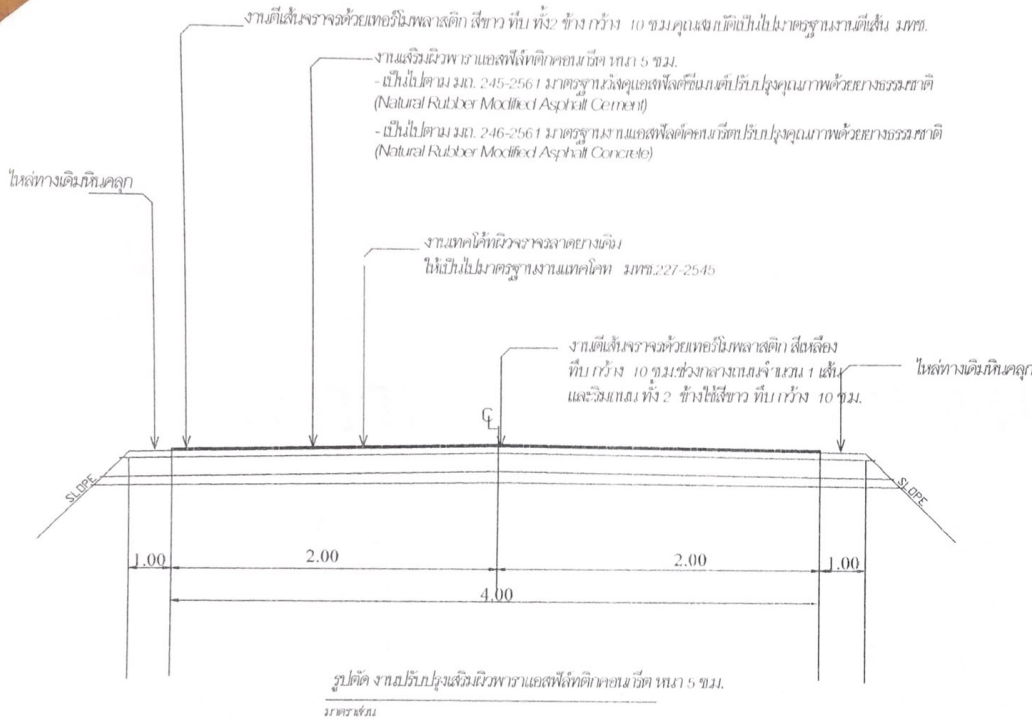 งานตีเส้นจราจรด้วยเทอร์โมพลาสติก สีขาว ทึบ ทั้ง2 ข้าง กว้าง 10 ซ.ม.คุณสมบัติเป็นไปมาตรฐานงานตีเส้น มทช.
งานเสริมผิวพาราแอสฟัลท์ติกคอนกรีต หนา 5 ซ.ม.
- เป็นไปตาม มถ. 245-2561 มาตรฐานวัสดุแอสฟัลต์ซีเมนต์ปรับปรุงคุณภาพด้วยยางธรรมชาติ
(Natural Rubber Modified Asphalt Cement)
- เป็นไปตาม มถ. 246-2561 มาตรฐานงานแอสฟัลต์คอนกรีตปรับปรุงคุณภาพด้วยยางธรรมชาติ
(Natural Rubber Modified Asphalt Concrete)
ไหล่ทางเดิมหินคลุก
งานเทคโค้ทผิวจราจรลาดยางเดิม
ให้เป็นไปมาตรฐานงานแทคโคท มทช.227-2545
งานตีเส้นจราจรด้วยเทอร์โมพลาสติก สีเหลือง
ทึบ กว้าง 10 ซ.ม.ช่วงกลางถนนจำนวน 1 เส้น
และริมถนน ทั้ง 2 ข้างใช้สีขาว ทึบ กว้าง 10 ซ.ม.
ไหล่ทางเดิมหินคลุก
CL
SLOPE
SLOPE
1.00 2.00 2.00 1.00
4.00
รูปตัด งานปรับปรุงเสริมผิวพาราแอสฟัลท์ติกคอนกรีต หนา 5 ซ.ม.
มาตราส่วน